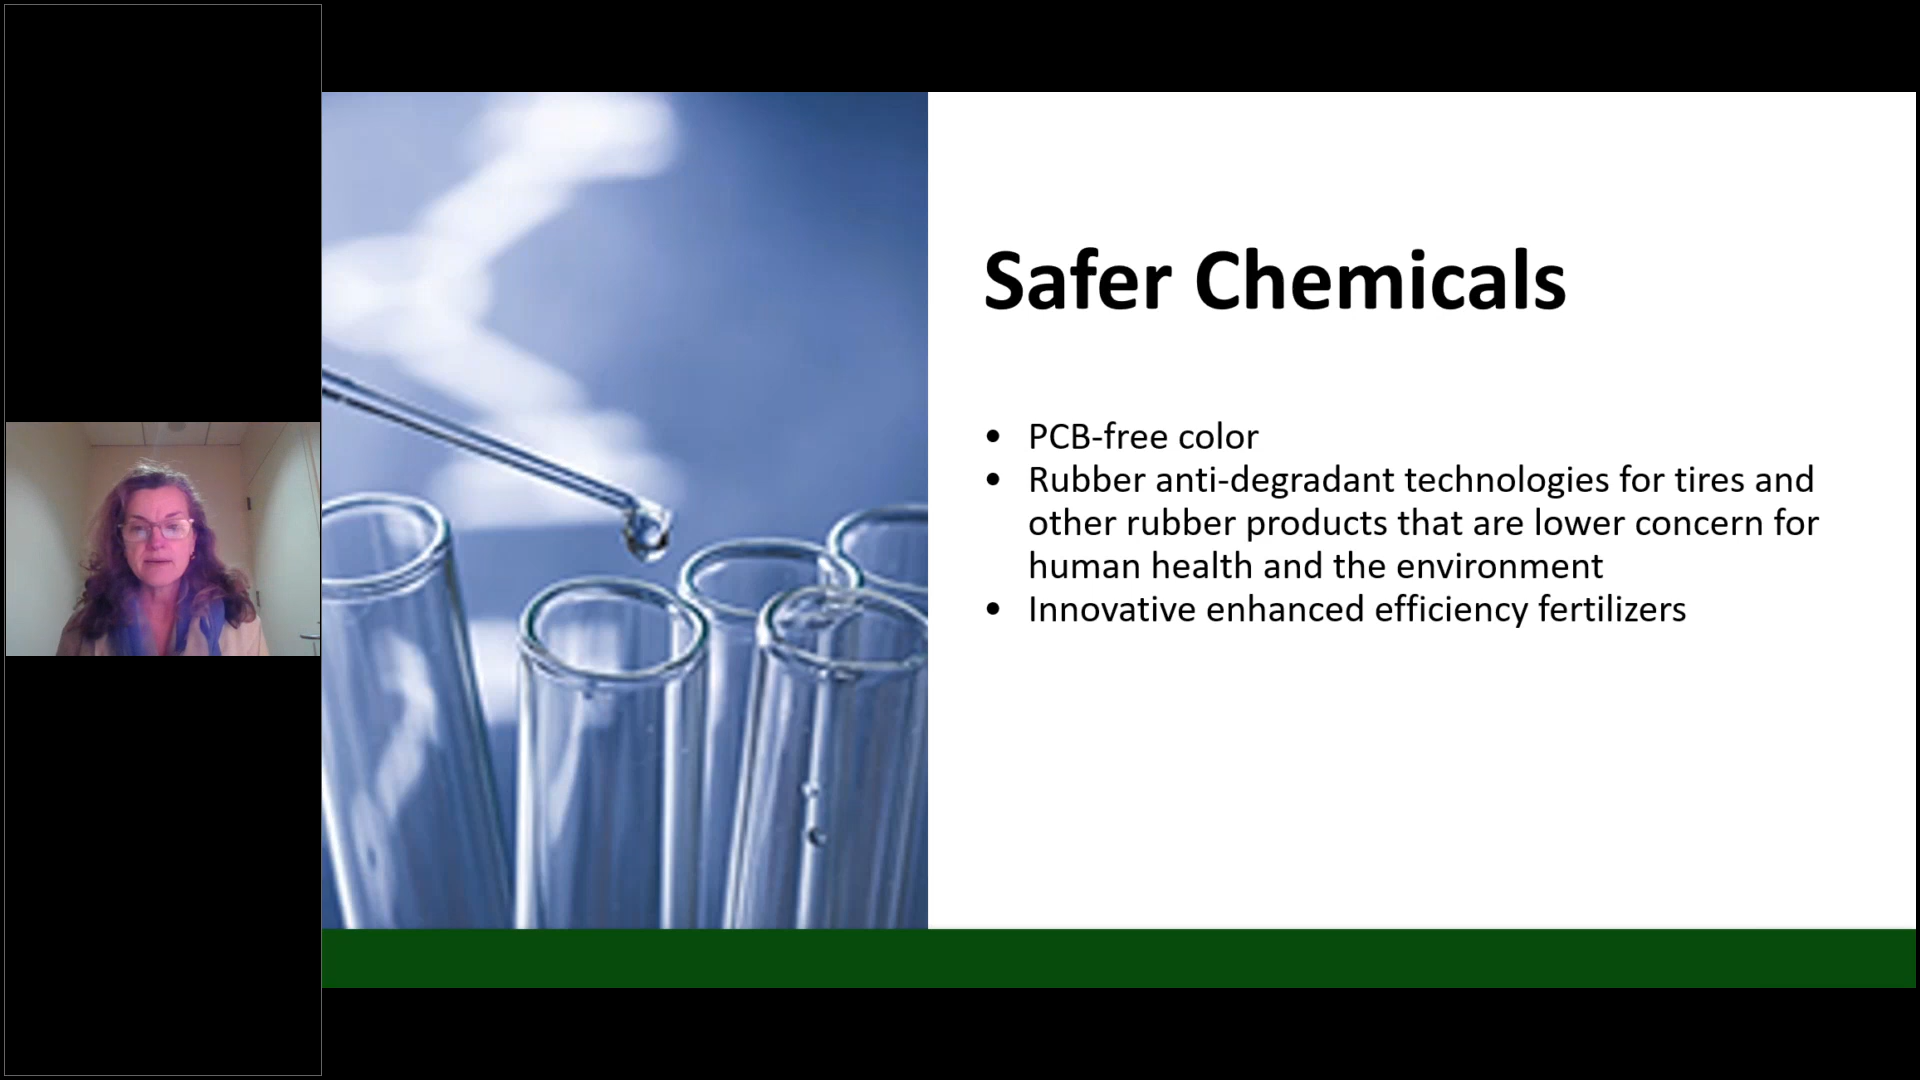 Safer Chemicals
• PCB-free color
• Rubber anti-degradant technologies for tires and
other rubber products that are lower concern for
human health and the environment
• Innovative enhanced efficiency fertilizers